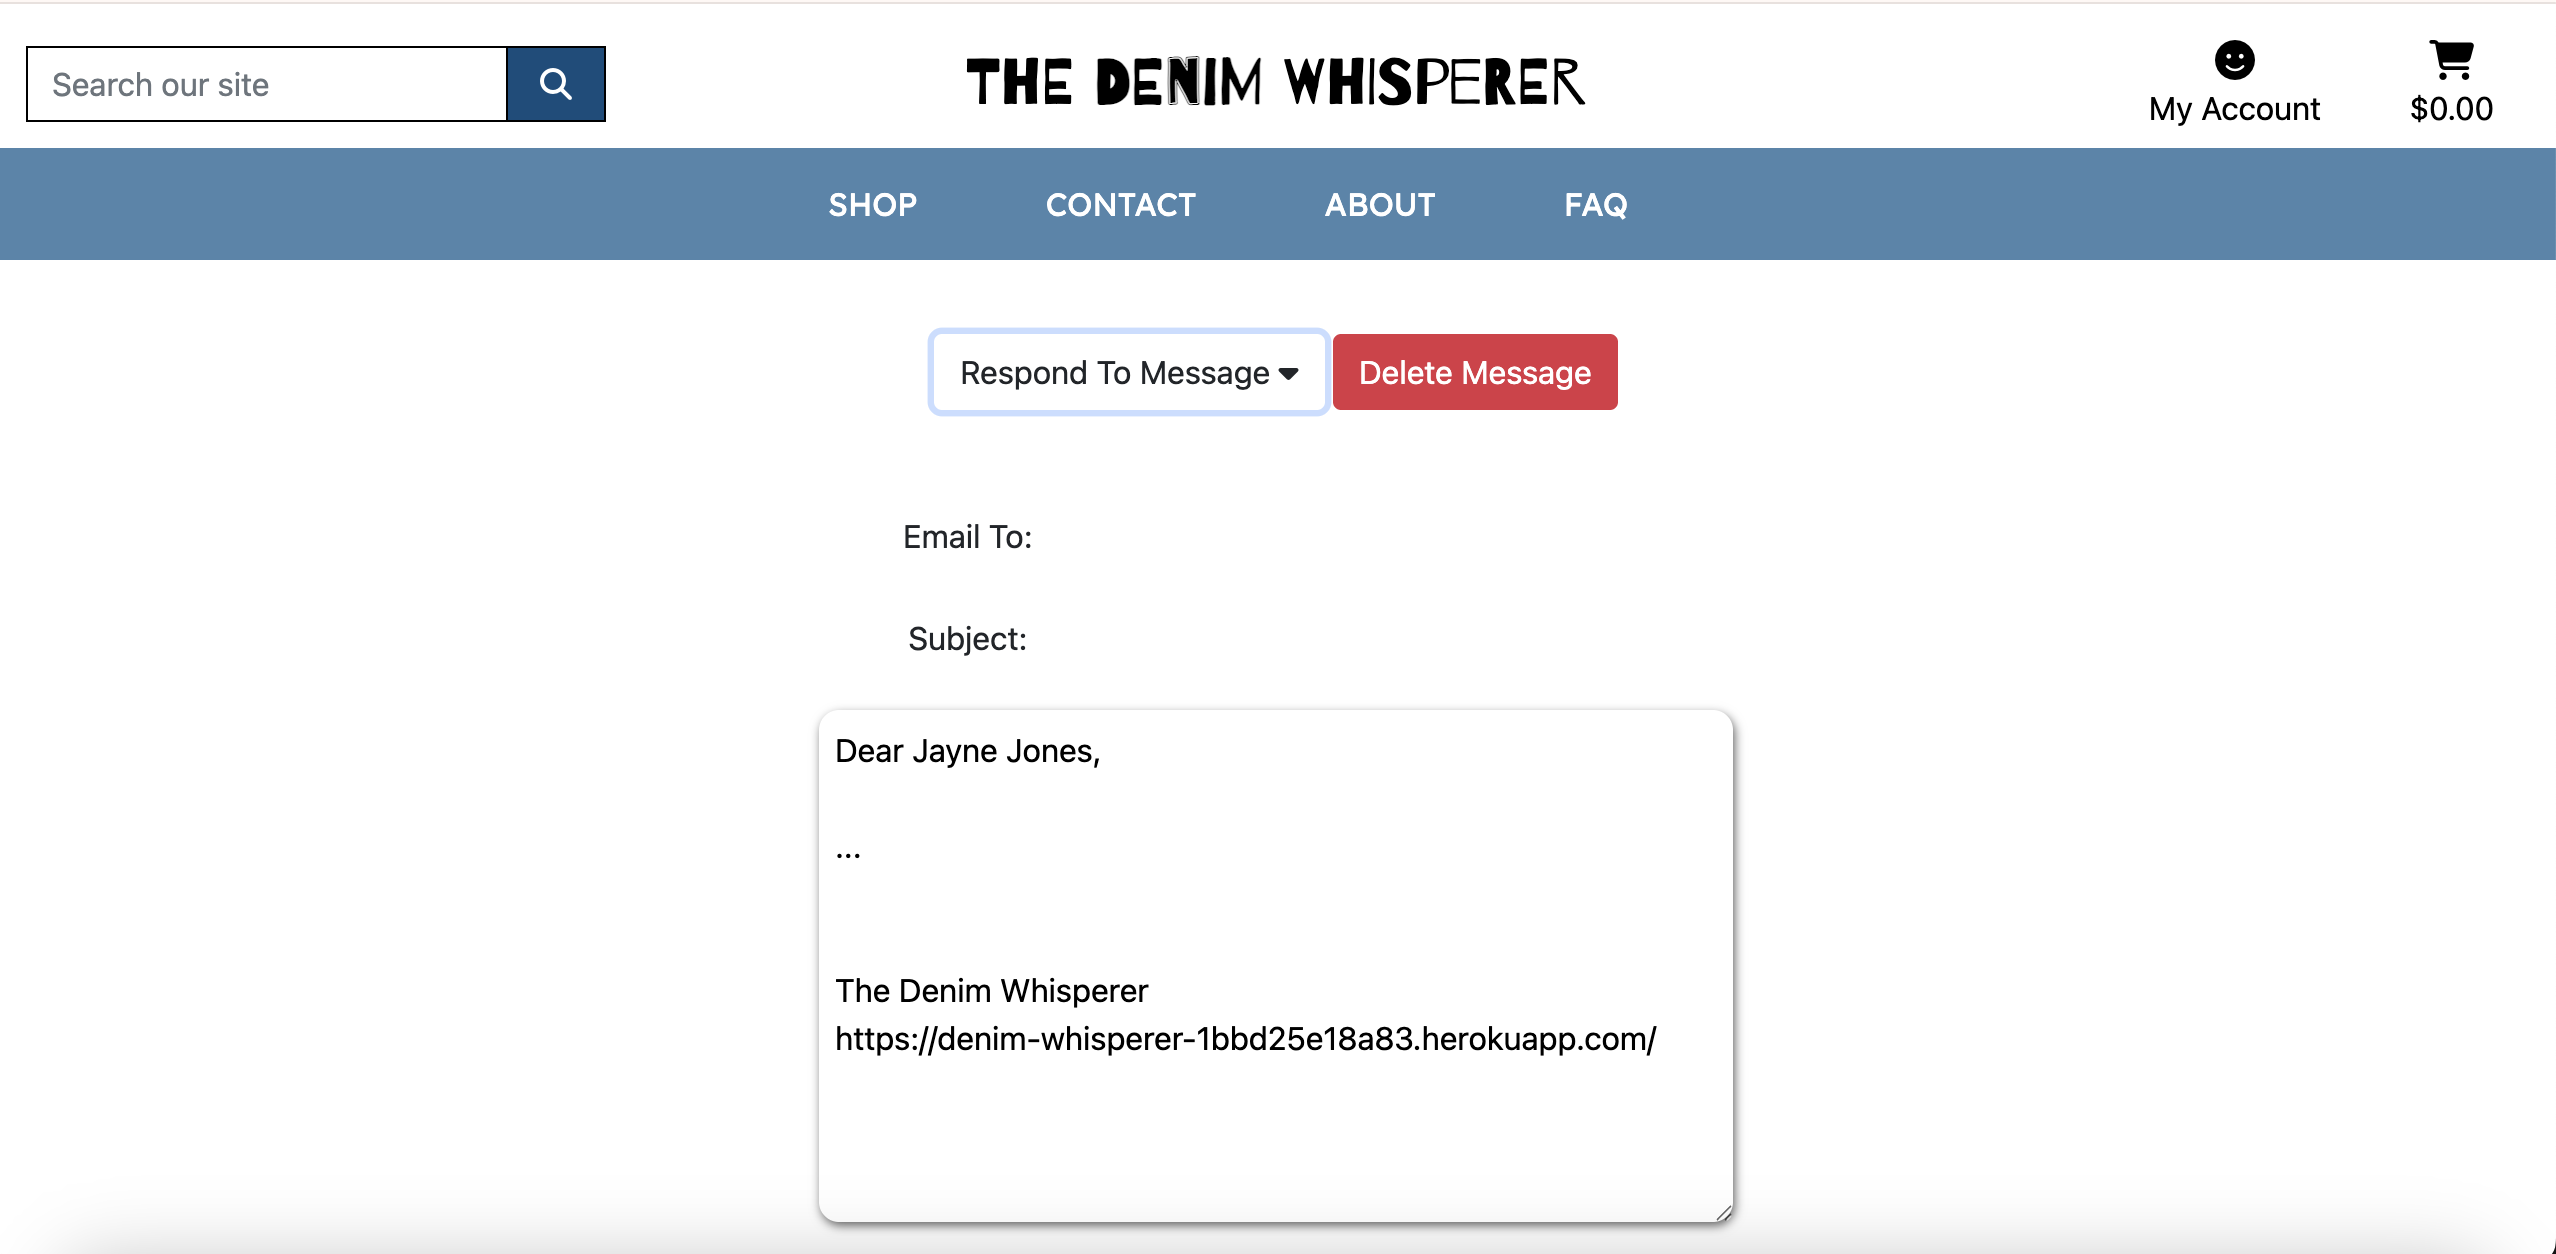 Search our site
THE DENIM WHISPERER
My Account
$0.00
SHOP CONTACT ABOUT FAQ
Respond To Message
Delete Message
Email To:
Subject:
Dear Jayne Jones,
...
The Denim Whisperer
https://denim-whisperer-1bbd25e18a83.herokuapp.com/